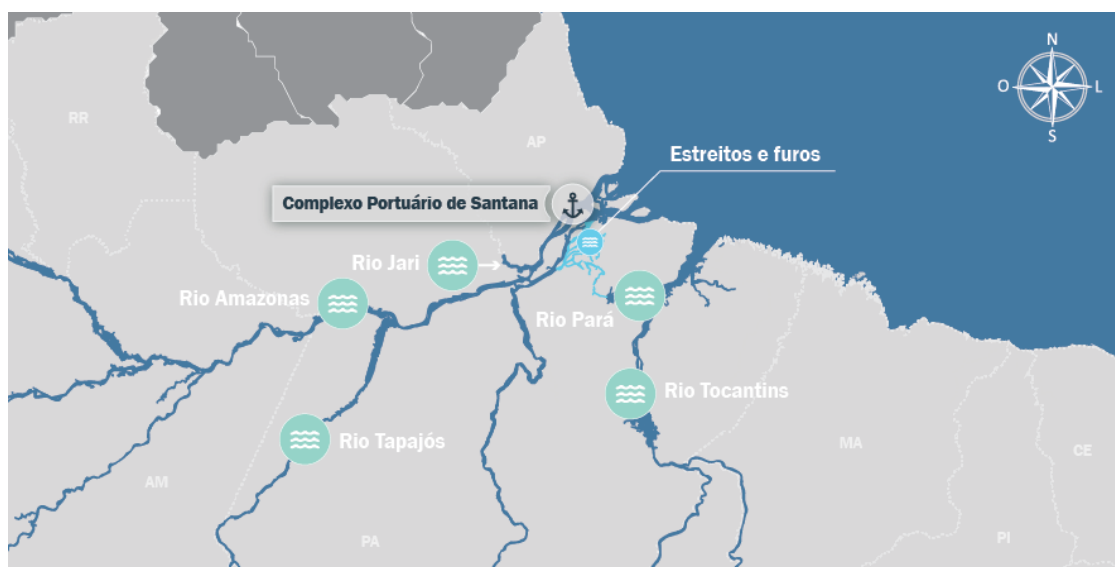 N
O
L
S
RR
AP
Estreitos e furos
Complexo Portuário de Santana
Rio Jari
Rio Amazonas
Rio Pará
Rio Tocantins
Rio Tapajós
MA
CE
AM
PA
PI